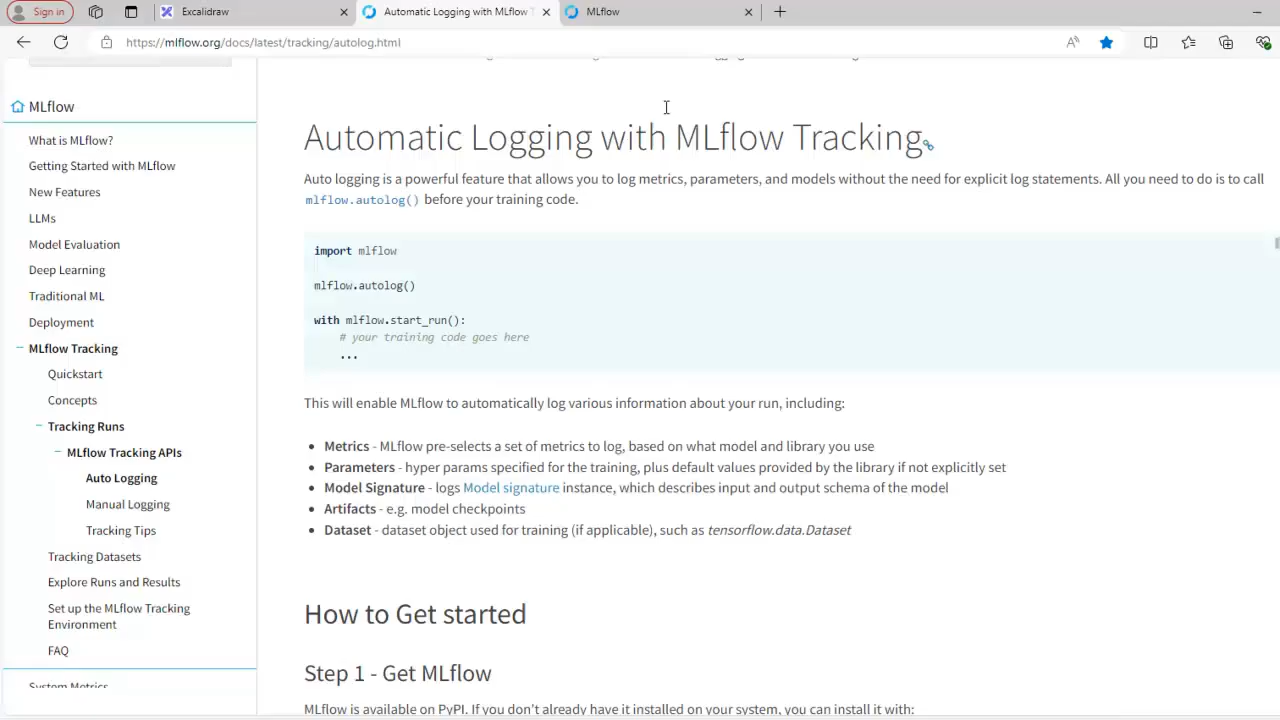 Sign in
Excalidraw
Automatic Logging with MLflow T
MLflow
https://mlflow.org/docs/latest/tracking/autolog.html
MLflow
What is MLflow?
Getting Started with MLflow
New Features
LLMs
Model Evaluation
Deep Learning
Traditional ML
Deployment
MLflow Tracking
Quickstart
Concepts
Tracking Runs
MLflow Tracking APIs
Auto Logging
Manual Logging
Tracking Tips
Tracking Datasets
Explore Runs and Results
Set up the MLflow Tracking
Environment
FAQ
System Metrics
Automatic Logging with MLflow Tracking
Auto logging is a powerful feature that allows you to log metrics, parameters, and models without the need for explicit log statements. All you need to do is to call
mlflow.autolog() before your training code.
import mlflow
mlflow.autolog()
with mlflow.start_run():
# your training code goes here
...
This will enable MLflow to automatically log various information about your run, including:
• Metrics - MLflow pre-selects a set of metrics to log, based on what model and library you use
• Parameters - hyper params specified for the training, plus default values provided by the library if not explicitly set
• Model Signature - logs Model signature instance, which describes input and output schema of the model
• Artifacts - e.g. model checkpoints
• Dataset - dataset object used for training (if applicable), such as tensorflow.data.Dataset
How to Get started
Step 1 - Get MLflow
MLflow is available on PyPI. If you don't already have it installed on your system, you can install it with: